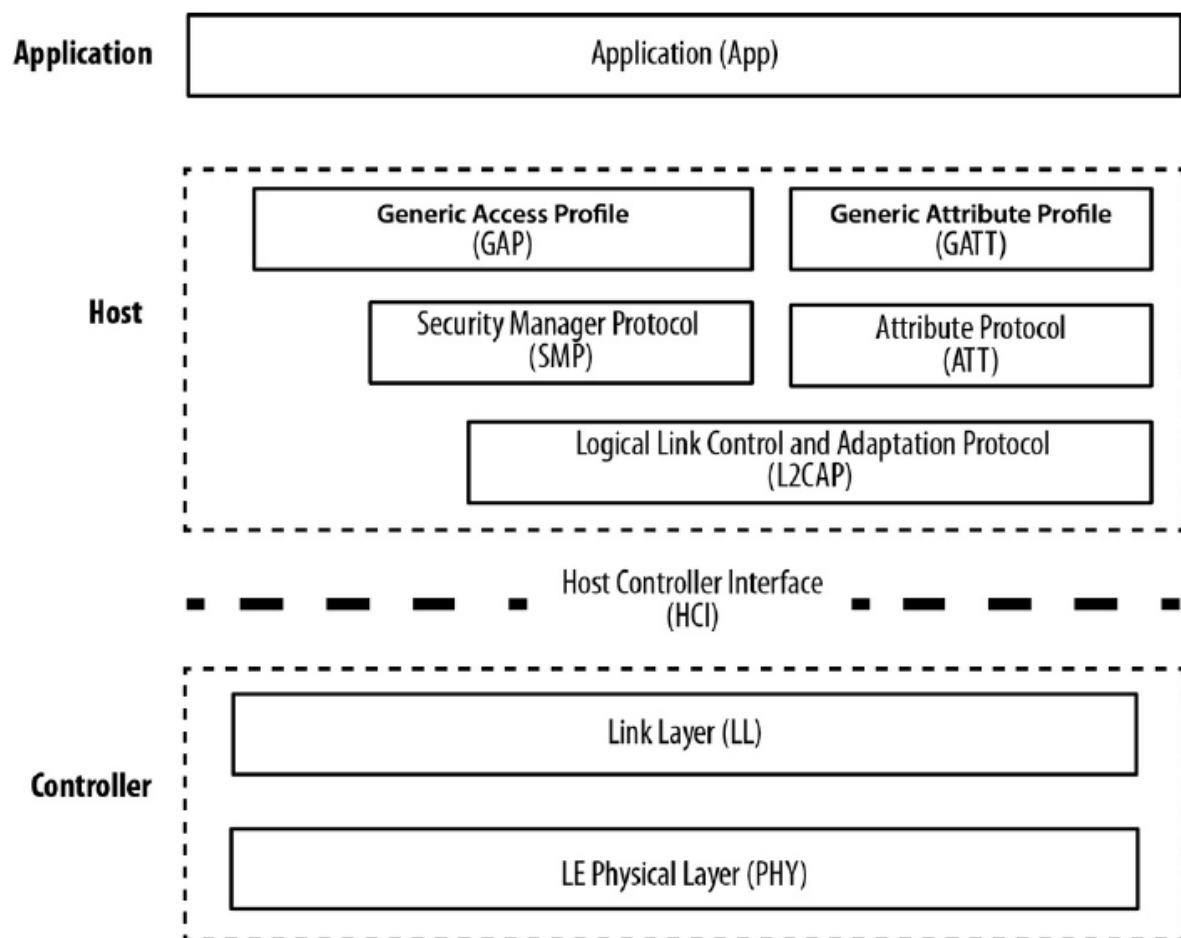 Application
Application (App)
Host
Generic Access Profile
(GAP)
Generic Attribute Profile
(GATT)
Security Manager Protocol
(SMP)
Attribute Protocol
(ATT)
Logical Link Control and Adaptation Protocol
(L2CAP)
Host Controller Interface
(HCI)
Controller
Link Layer (LL)
LE Physical Layer (PHY)